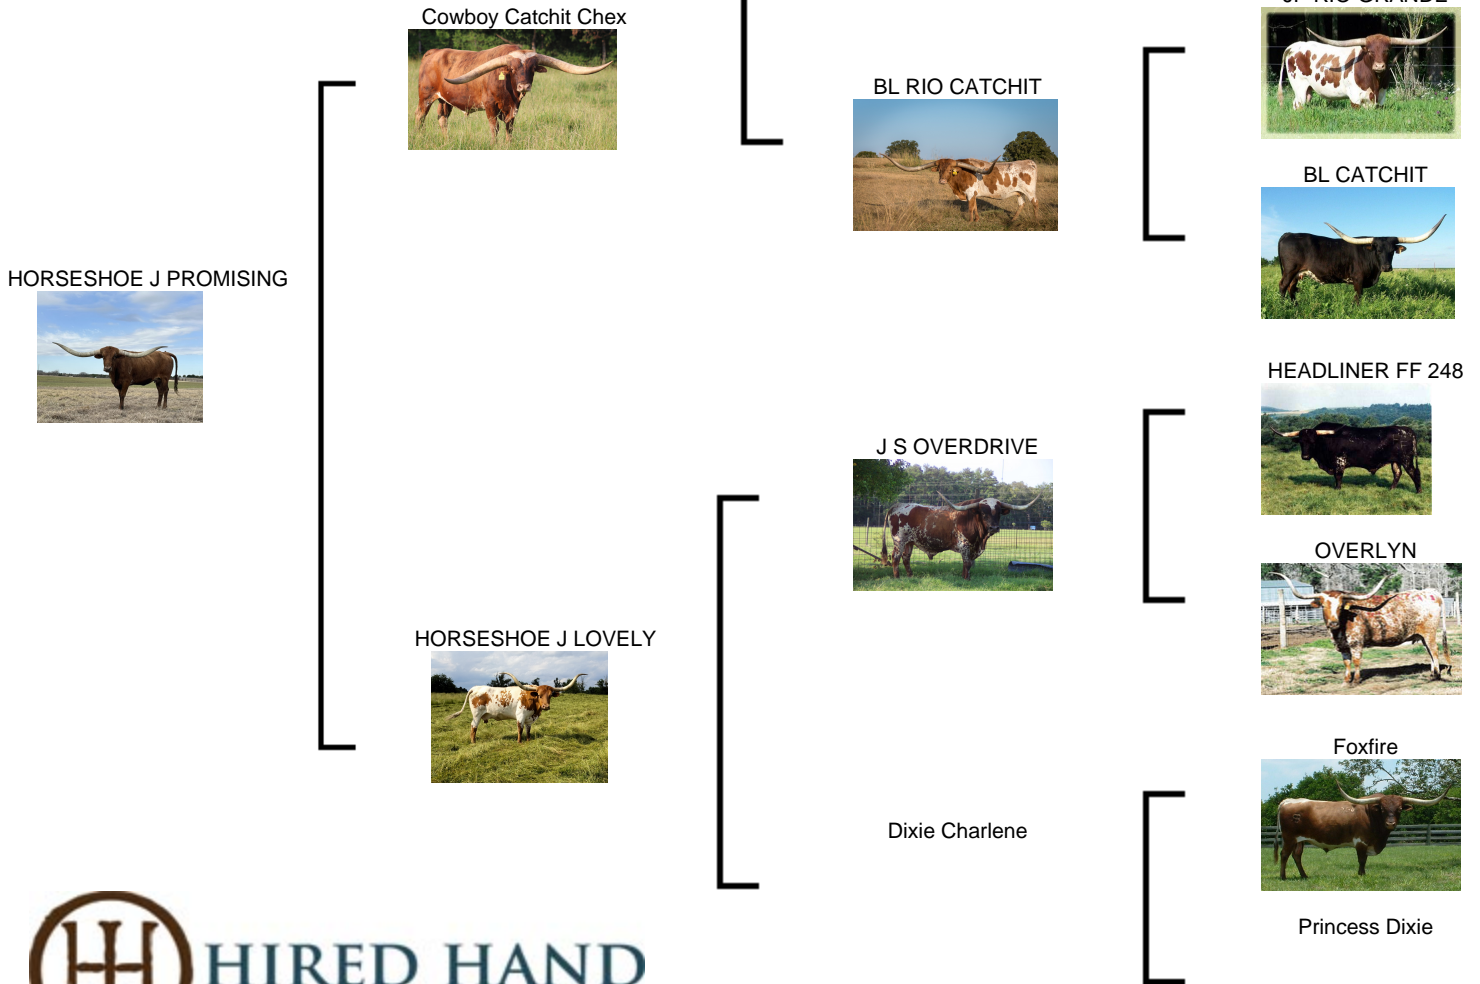 Cowboy Catchit Chex
BL RIO CATCHIT
BL CATCHIT
HORSESHOE J PROMISING
HEADLINER FF 248
J S OVERDRIVE
OVERLYN
HORSESHOE J LOVELY
Foxfire
Dixie Charlene
Princess Dixie
HIRED HAND